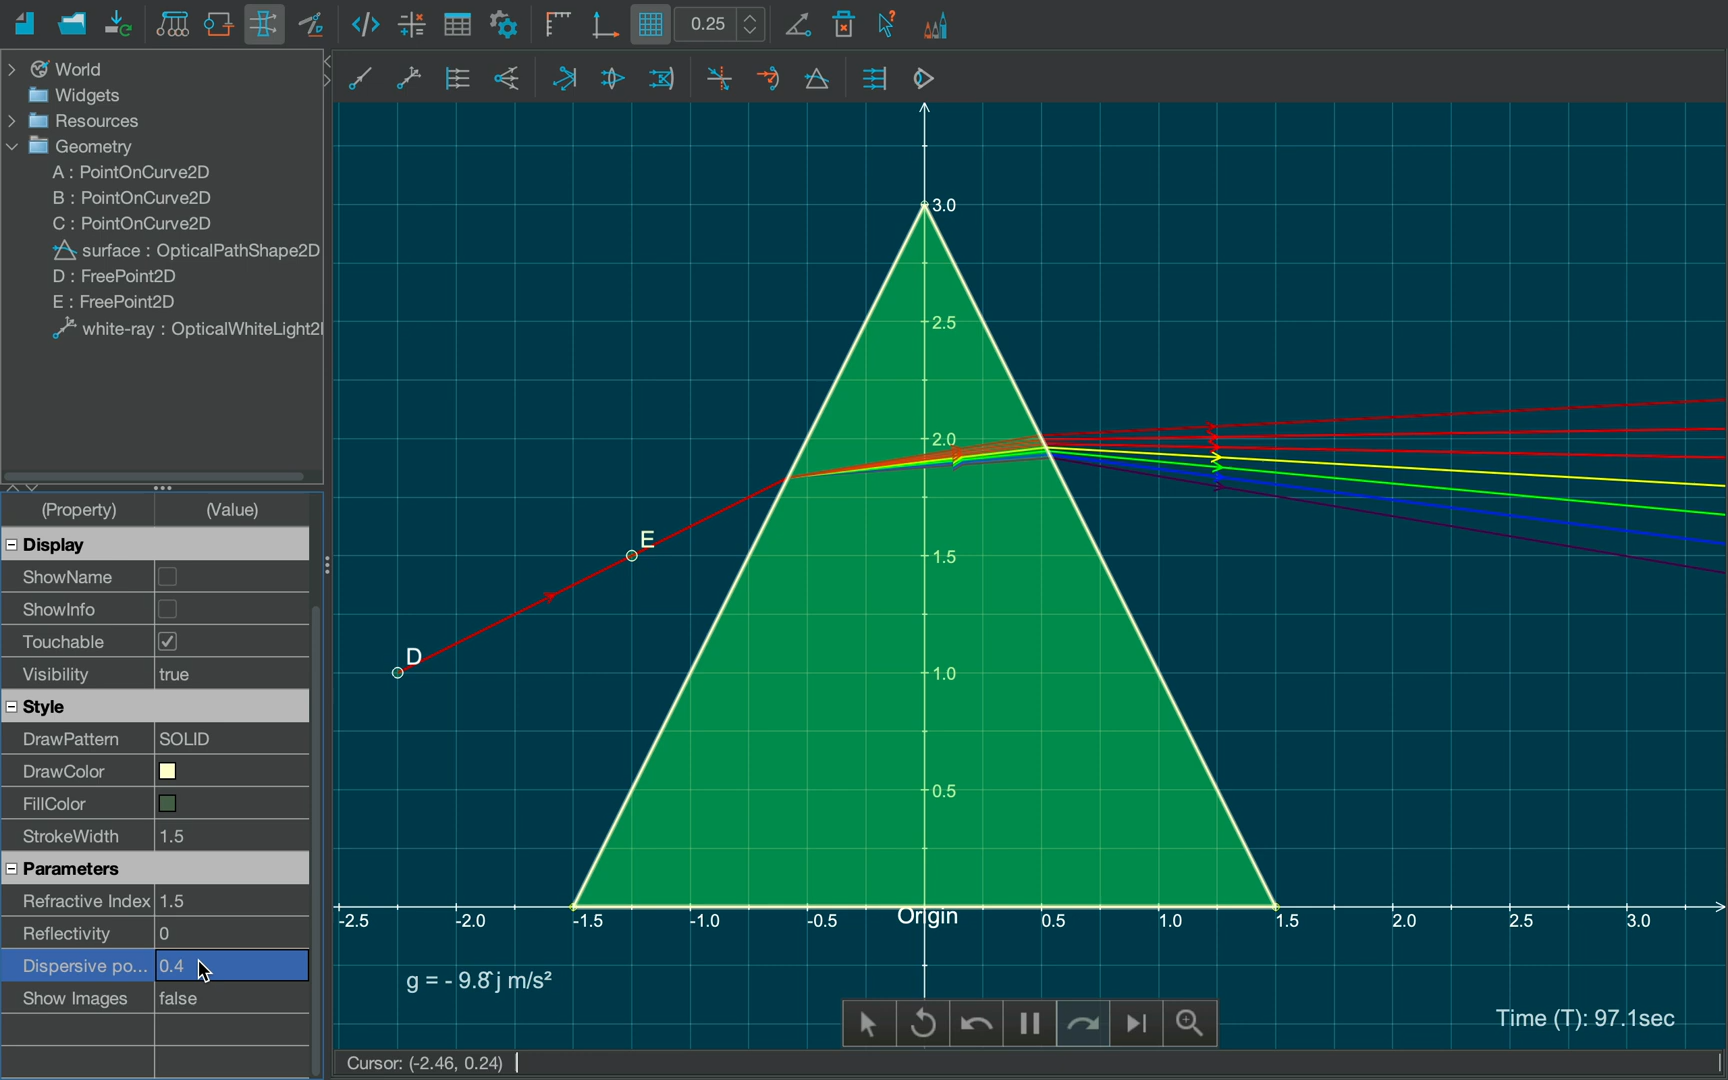 0.25
World
Widgets
Resources
Geometry
A : PointOnCurve2D
B : PointOnCurve2D
C : PointOnCurve2D
surface : OpticalPathShape2D
D : FreePoint2D
E : FreePoint2D
white-ray : OpticalWhiteLight2
(Property) (Value)
Display
ShowName
ShowInfo
Touchable
Visibility true
Style
DrawPattern SOLID
DrawColor
FillColor
StrokeWidth 1.5
Parameters
Refractive Index 1.5
Reflectivity 0
Dispersive po... 0.4
Show Images false
3.0
2.5
2.0
1.5
1.0
0.5
E
D
-2.5 -2.0 -1.5 -1.0 -0.5 Origin 0.5 1.0 1.5 2.0 2.5 3.0
g = - 9.8ĵ m/s²
Time (T): 97.1sec
Cursor: (-2.46, 0.24)